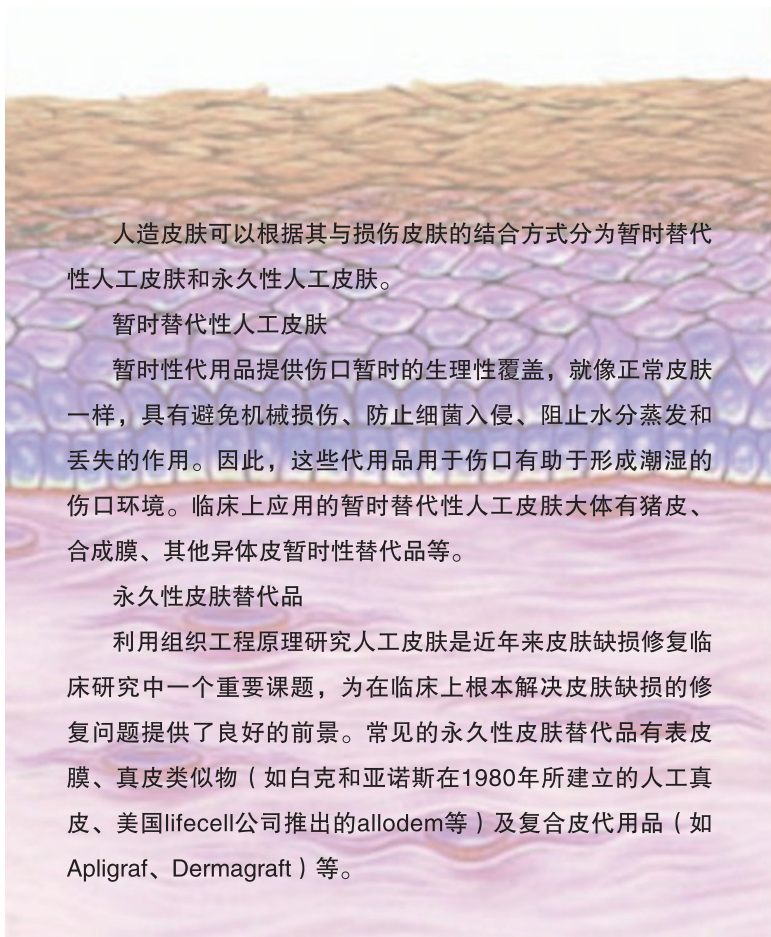 人造皮肤可以根据其与损伤皮肤的结合方式分为暂时替代
性人工皮肤和永久性人工皮肤。
暂时替代性人工皮肤
暂时性代用品提供伤口暂时的生理性覆盖，就像正常皮肤
一样，具有避免机械损伤、防止细菌入侵、阻止水分蒸发和
丢失的作用。因此，这些代用品用于伤口有助于形成潮湿的
伤口环境。临床上应用的暂时替代性人工皮肤大体有猪皮、
合成膜、其他异体皮暂时性替代品等。
永久性皮肤替代品
利用组织工程原理研究人工皮肤是近年来皮肤缺损修复临
床研究中一个重要课题，为在临床上根本解决皮肤缺损的修
复问题提供了良好的前景。常见的永久性皮肤替代品有表皮
膜、真皮类似物（如白克和亚诺斯在1980年所建立的人工真
皮、美国lifecell公司推出的allodem等）及复合皮代用品（如
Apligraf、Dermagraft）等。